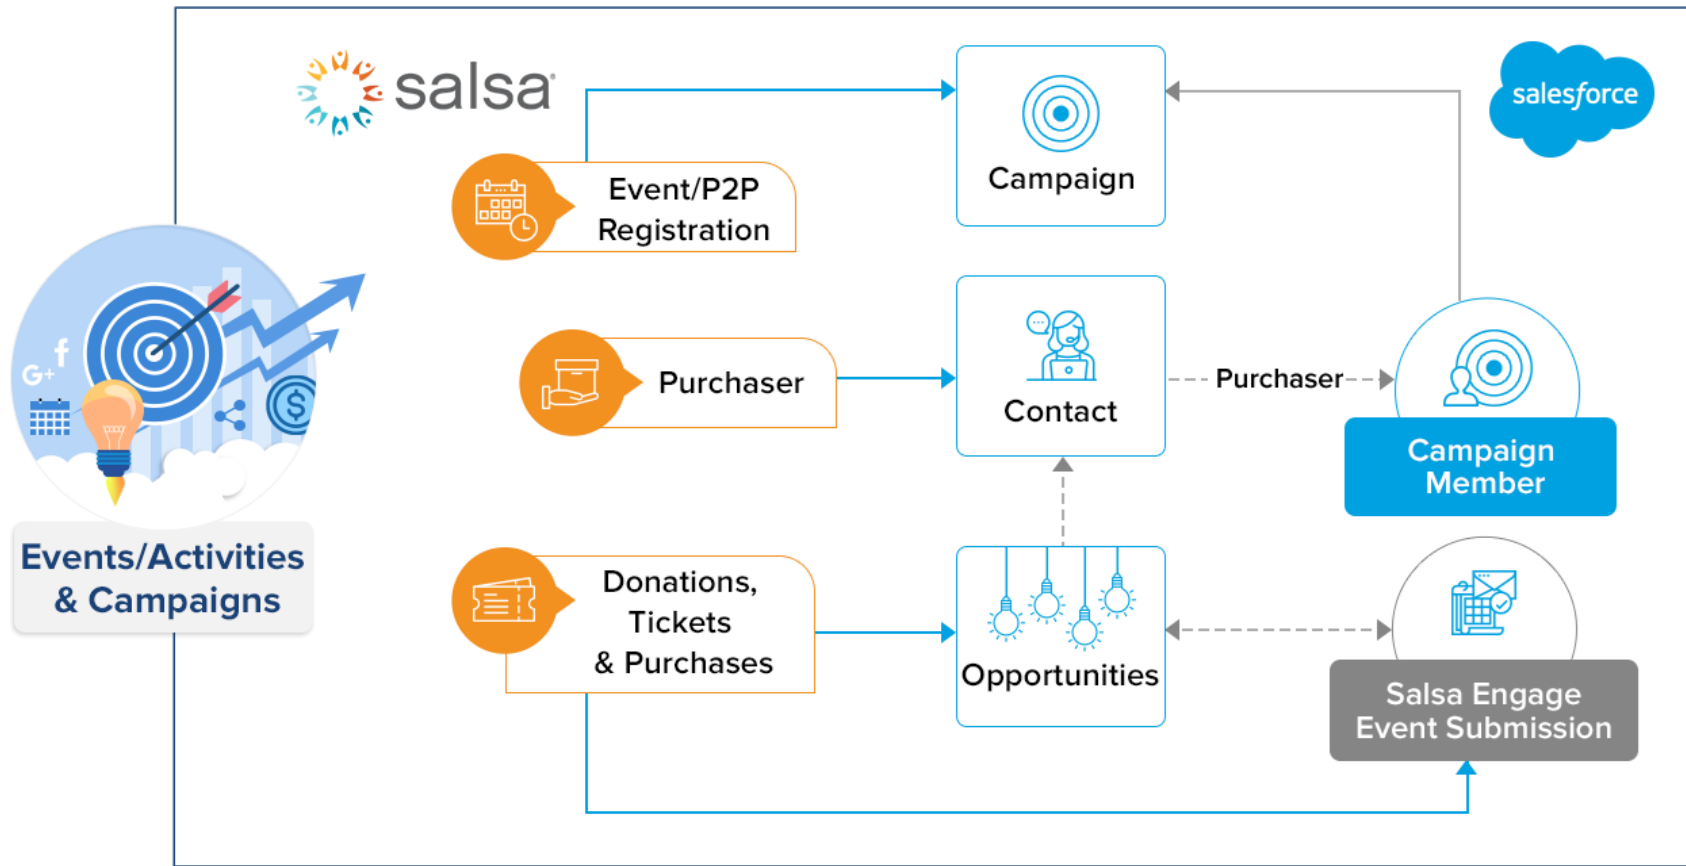 salsa
salesforce
Event/P2P
Registration
Campaign
G+ f
Purchaser
Contact
Purchaser
Campaign
Member
Events/Activities
& Campaigns
$
Donations,
Tickets
& Purchases
Opportunities
Salsa Engage
Event Submission